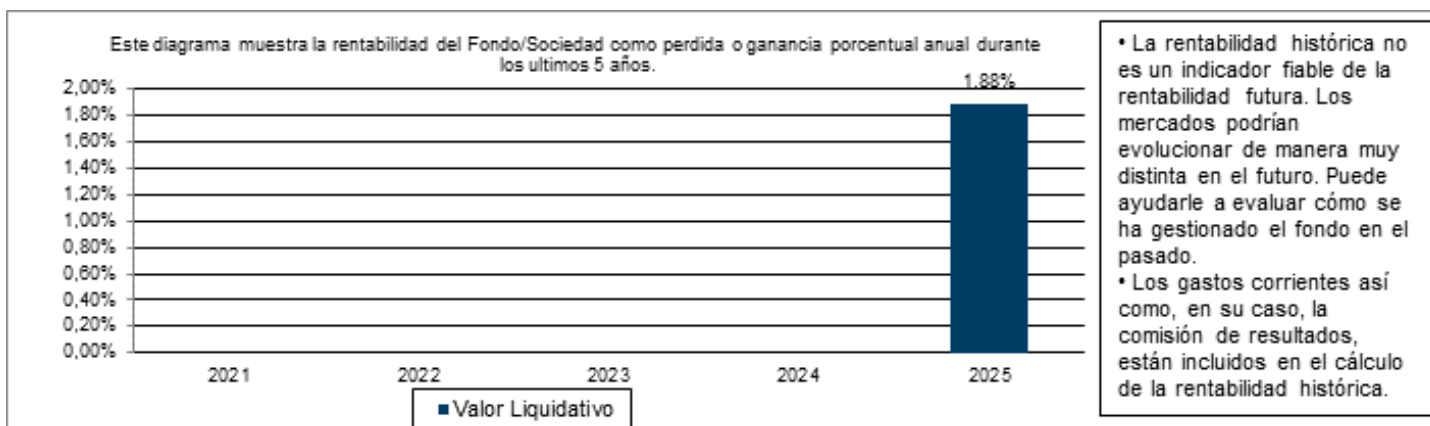 Este diagrama muestra la rentabilidad del Fondo/Sociedad como perdida o ganancia porcentual anual durante
los ultimos 5 años.
2,00%
1,80%
1,60%
1,40%
1,20%
1,00%
0,80%
0,60%
0,40%
0,20%
0,00%
1,88%
2021
2022
2023
2024
2025
Valor Liquidativo
• La rentabilidad histórica no
es un indicador fiable de la
rentabilidad futura. Los
mercados podrían
evolucionar de manera muy
distinta en el futuro. Puede
ayudarle a evaluar cómo se
ha gestionado el fondo en el
pasado.
• Los gastos corrientes así
como, en su caso, la
comisión de resultados,
están incluidos en el cálculo
de la rentabilidad histórica.